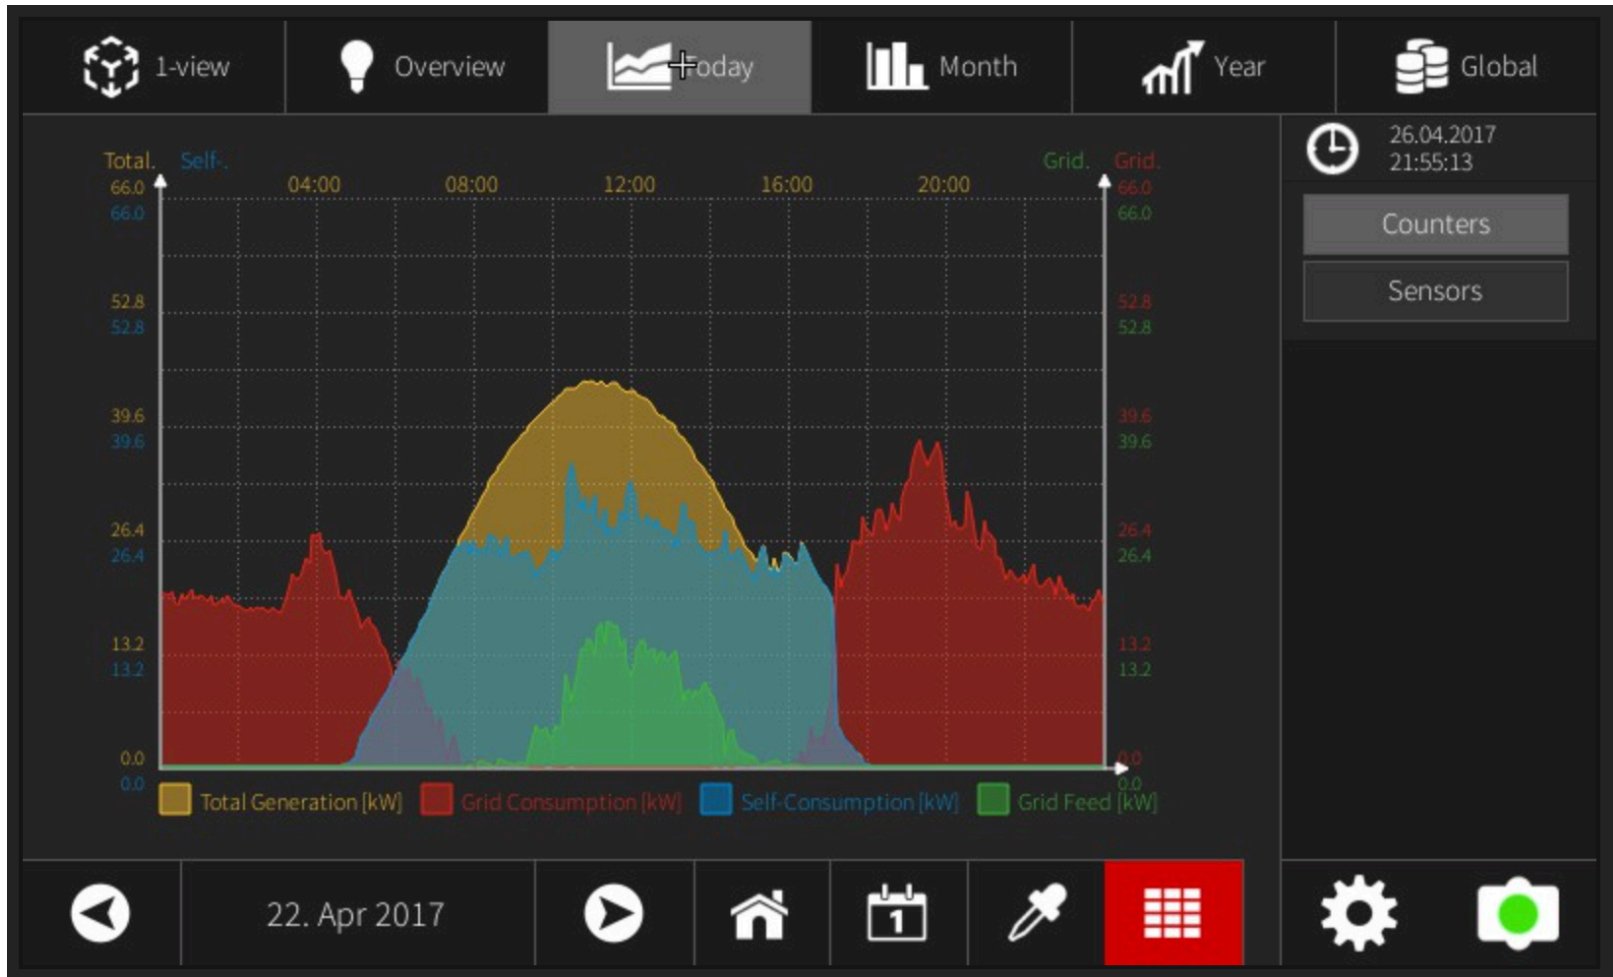 1-view
Overview
Today
Month
Year
Global
26.04.2017
21:55:13
Counters
Sensors
Total. Self-. Grid. Grid.
04:00 08:00 12:00 16:00 20:00
66.0 66.0
66.0 66.0
52.8 52.8
52.8 52.8
39.6 39.6
39.6 39.6
26.4 26.4
26.4 26.4
13.2 13.2
13.2 13.2
0.0 0.0
0.0 0.0
Total Generation [kW] Grid Consumption [kW] Self-Consumption [kW] Grid Feed [kW]
22. Apr 2017
1